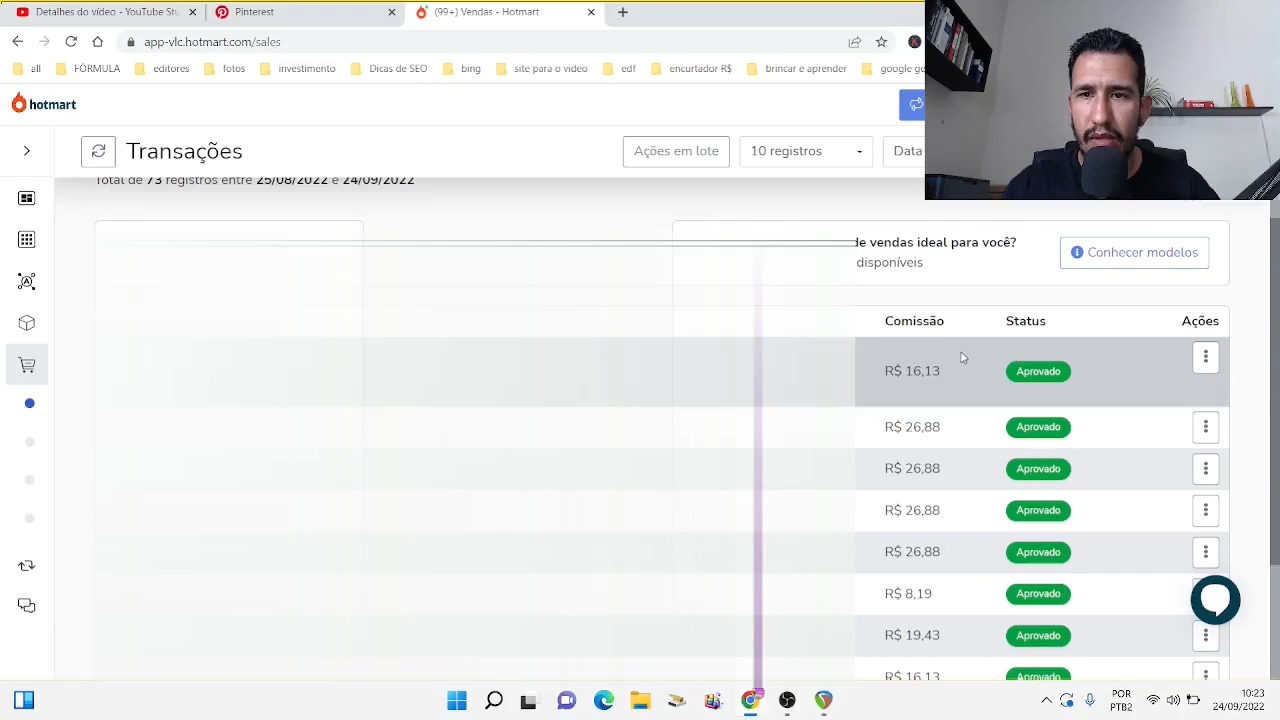 Detalhes do vídeo - YouTube Stu
Pinterest
(99+) Vendas - Hotmart
app-vlc.hotmart.com/sales
all
FÓRMULA
editores
fotos
investimento
Dicas de SEO
bing
site para o video
edf
encurtador R$
brincar e aprender
google
hotmart
Transações
Ações em lote
10 registros
Data
Total de 73 registros entre 25/08/2022 e 24/09/2022
de vendas ideal para você?
disponíveis
Conhecer modelos
Comissão Status Ações
R$ 16,13 Aprovado
R$ 26,88 Aprovado
R$ 26,88 Aprovado
R$ 26,88 Aprovado
R$ 26,88 Aprovado
R$ 8,19 Aprovado
R$ 19,43 Aprovado
R$ 16,13 Aprovado
POR
PTB2
10:23
24/09/2022